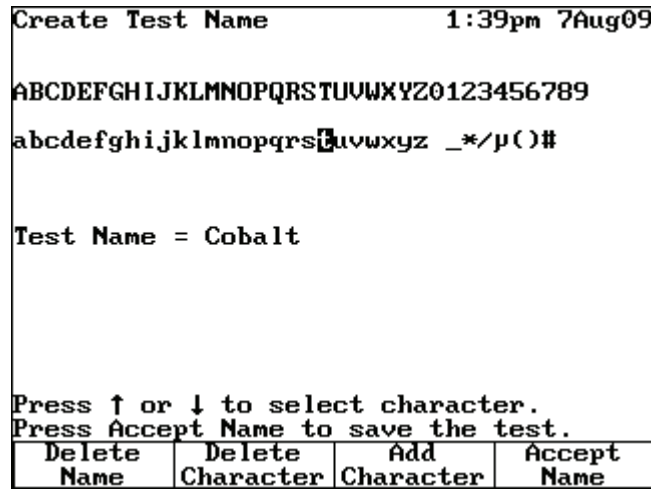 Create Test Name 1:39pm 7Aug09
ABCDEFGHIJKLMNOPQRSTUVWXYZ0123456789
abcdefghijklmnopqrstuvwxyz _*/µ()#
Test Name = Cobalt
Press ↑ or ↓ to select character.
Press Accept Name to save the test.
Delete Name
Delete Character
Add Character
Accept Name